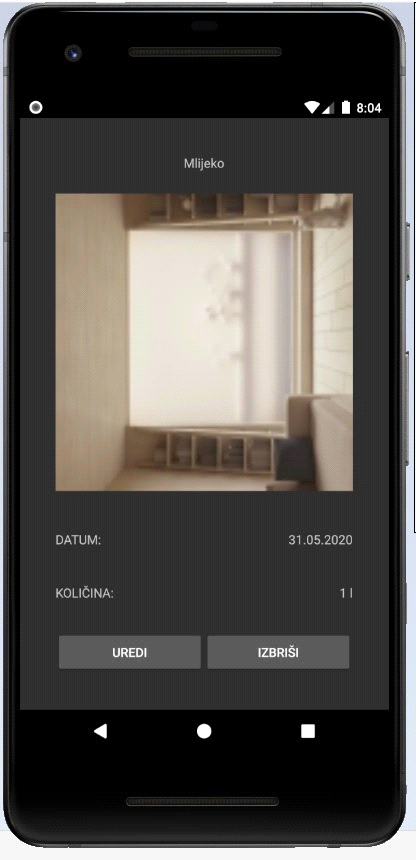 8:04
Mlijeko
DATUM: 31.05.2020
KOLIČINA: 1 l
UREDI IZBRIŠI